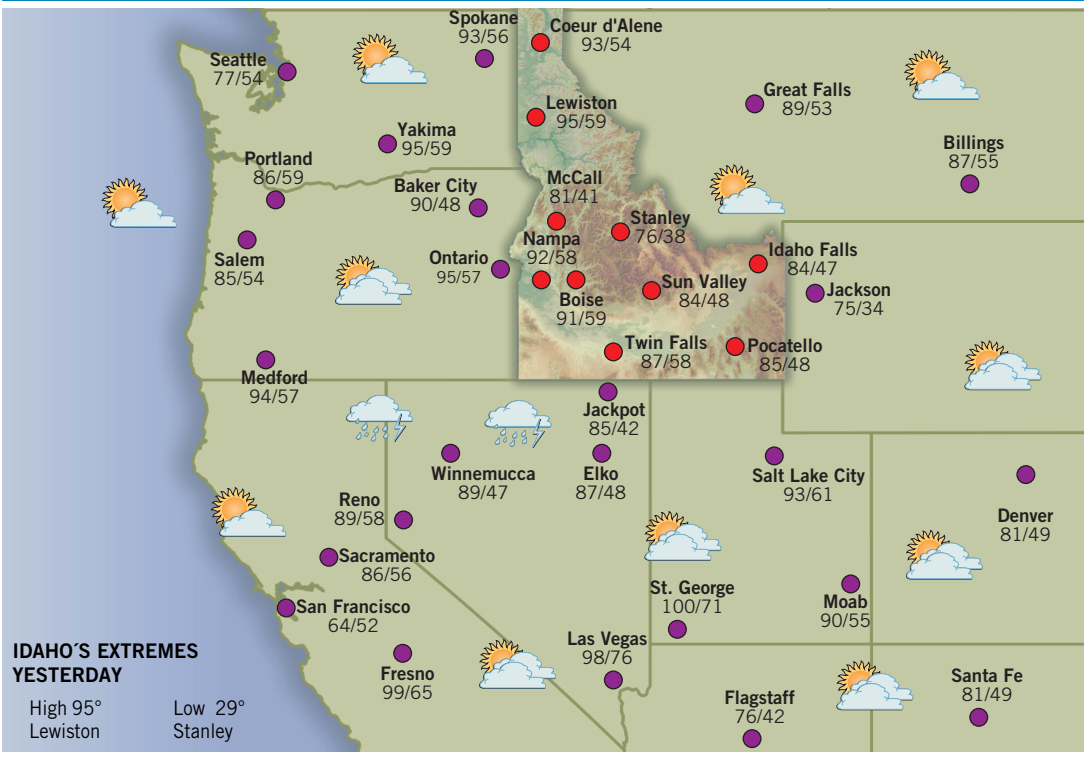 Spokane
93/56
Coeur d'Alene
93/54
Seattle
77/54
Great Falls
89/53
Lewiston
95/59
Yakima
95/59
Billings
87/55
Portland
86/59
McCall
81/41
Baker City
90/48
Stanley
76/38
Nampa
92/58
Idaho Falls
84/47
Salem
85/54
Ontario
95/57
Sun Valley
84/48
Jackson
75/34
Boise
91/59
Twin Falls
87/58
Pocatello
85/48
Medford
94/57
Jackpot
85/42
Winnemucca
89/47
Elko
87/48
Salt Lake City
93/61
Reno
89/58
Denver
81/49
Sacramento
86/56
St. George
100/71
Moab
90/55
San Francisco
64/52
Las Vegas
98/76
Fresno
99/65
Santa Fe
81/49
Flagstaff
76/42
IDAHO´S EXTREMES
YESTERDAY
High 95° Low 29°
Lewiston Stanley